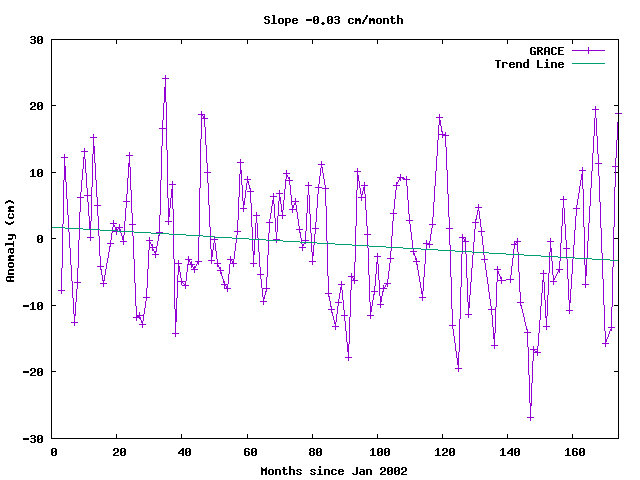 Slope -0.03 cm/month
GRACE
Trend Line
30
20
10
0
-10
-20
-30
Anomaly (cm)
0 20 40 60 80 100 120 140 160
Months since Jan 2002